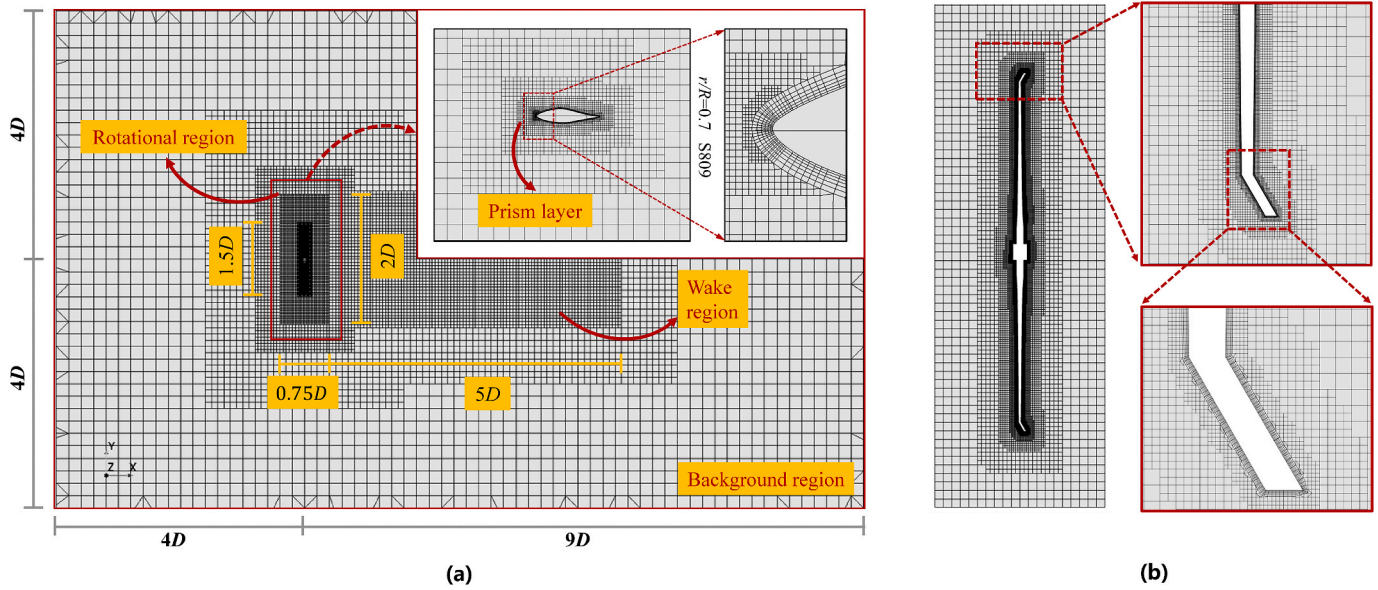 4D
4D
Rotational region
1.5D
2D
0.75D
5D
Prism layer
r/R=0.7 S809
Wake
region
Background region
Y
Z
X
4D
9D
(a)
(b)